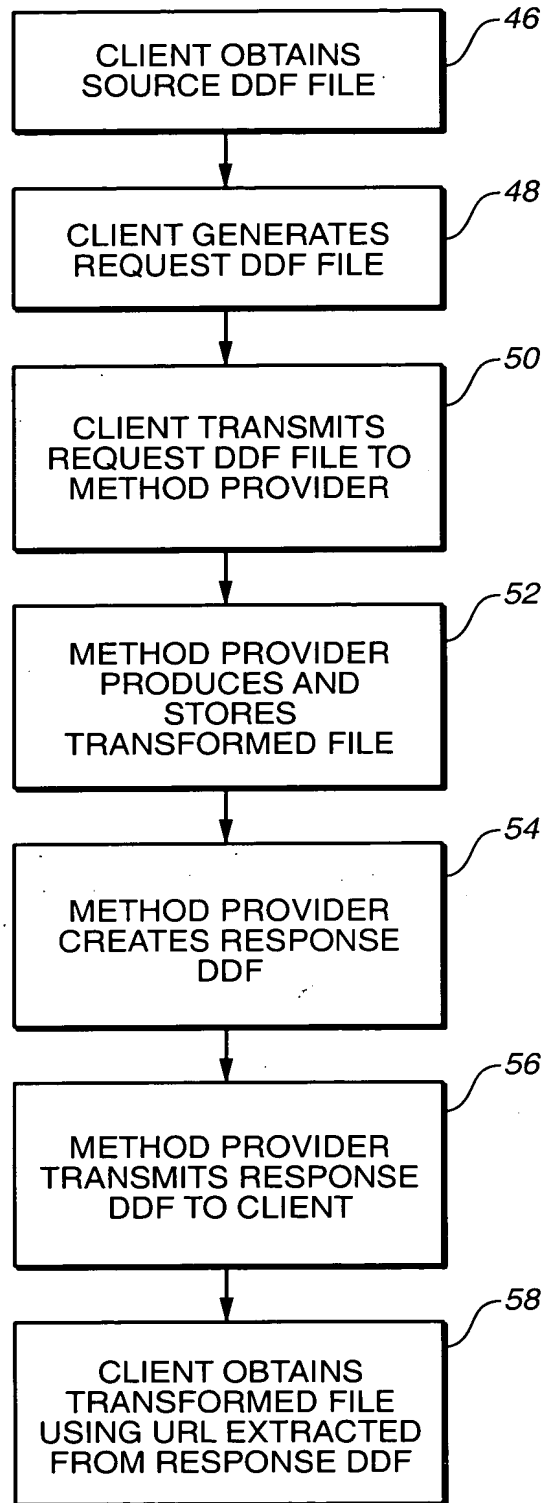 46
CLIENT OBTAINS
SOURCE DDF FILE
48
CLIENT GENERATES
REQUEST DDF FILE
50
CLIENT TRANSMITS
REQUEST DDF FILE TO
METHOD PROVIDER
52
METHOD PROVIDER
PRODUCES AND
STORES
TRANSFORMED FILE
54
METHOD PROVIDER
CREATES RESPONSE
DDF
56
METHOD PROVIDER
TRANSMITS RESPONSE
DDF TO CLIENT
58
CLIENT OBTAINS
TRANSFORMED FILE
USING URL EXTRACTED
FROM RESPONSE DDF